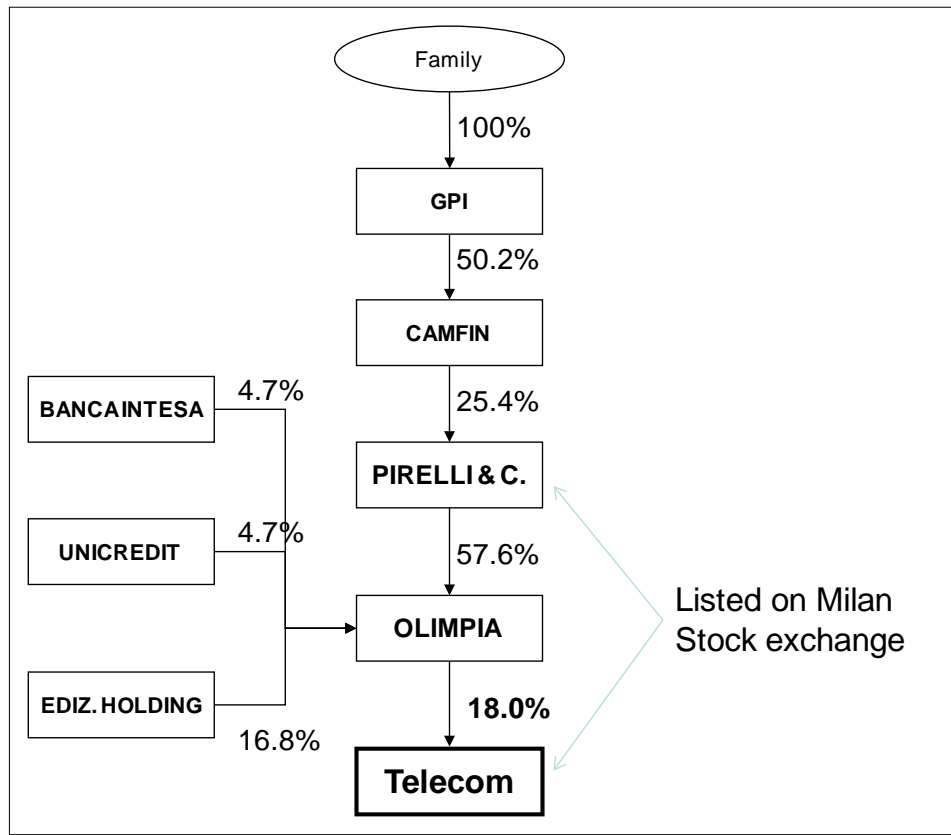 Family
100%
GPI
50.2%
CAMFIN
25.4%
BANCAINTESA
4.7%
PIRELLI & C.
UNICREDIT
4.7%
57.6%
Listed on Milan
Stock exchange
OLIMPIA
EDIZ. HOLDING
16.8%
18.0%
Telecom